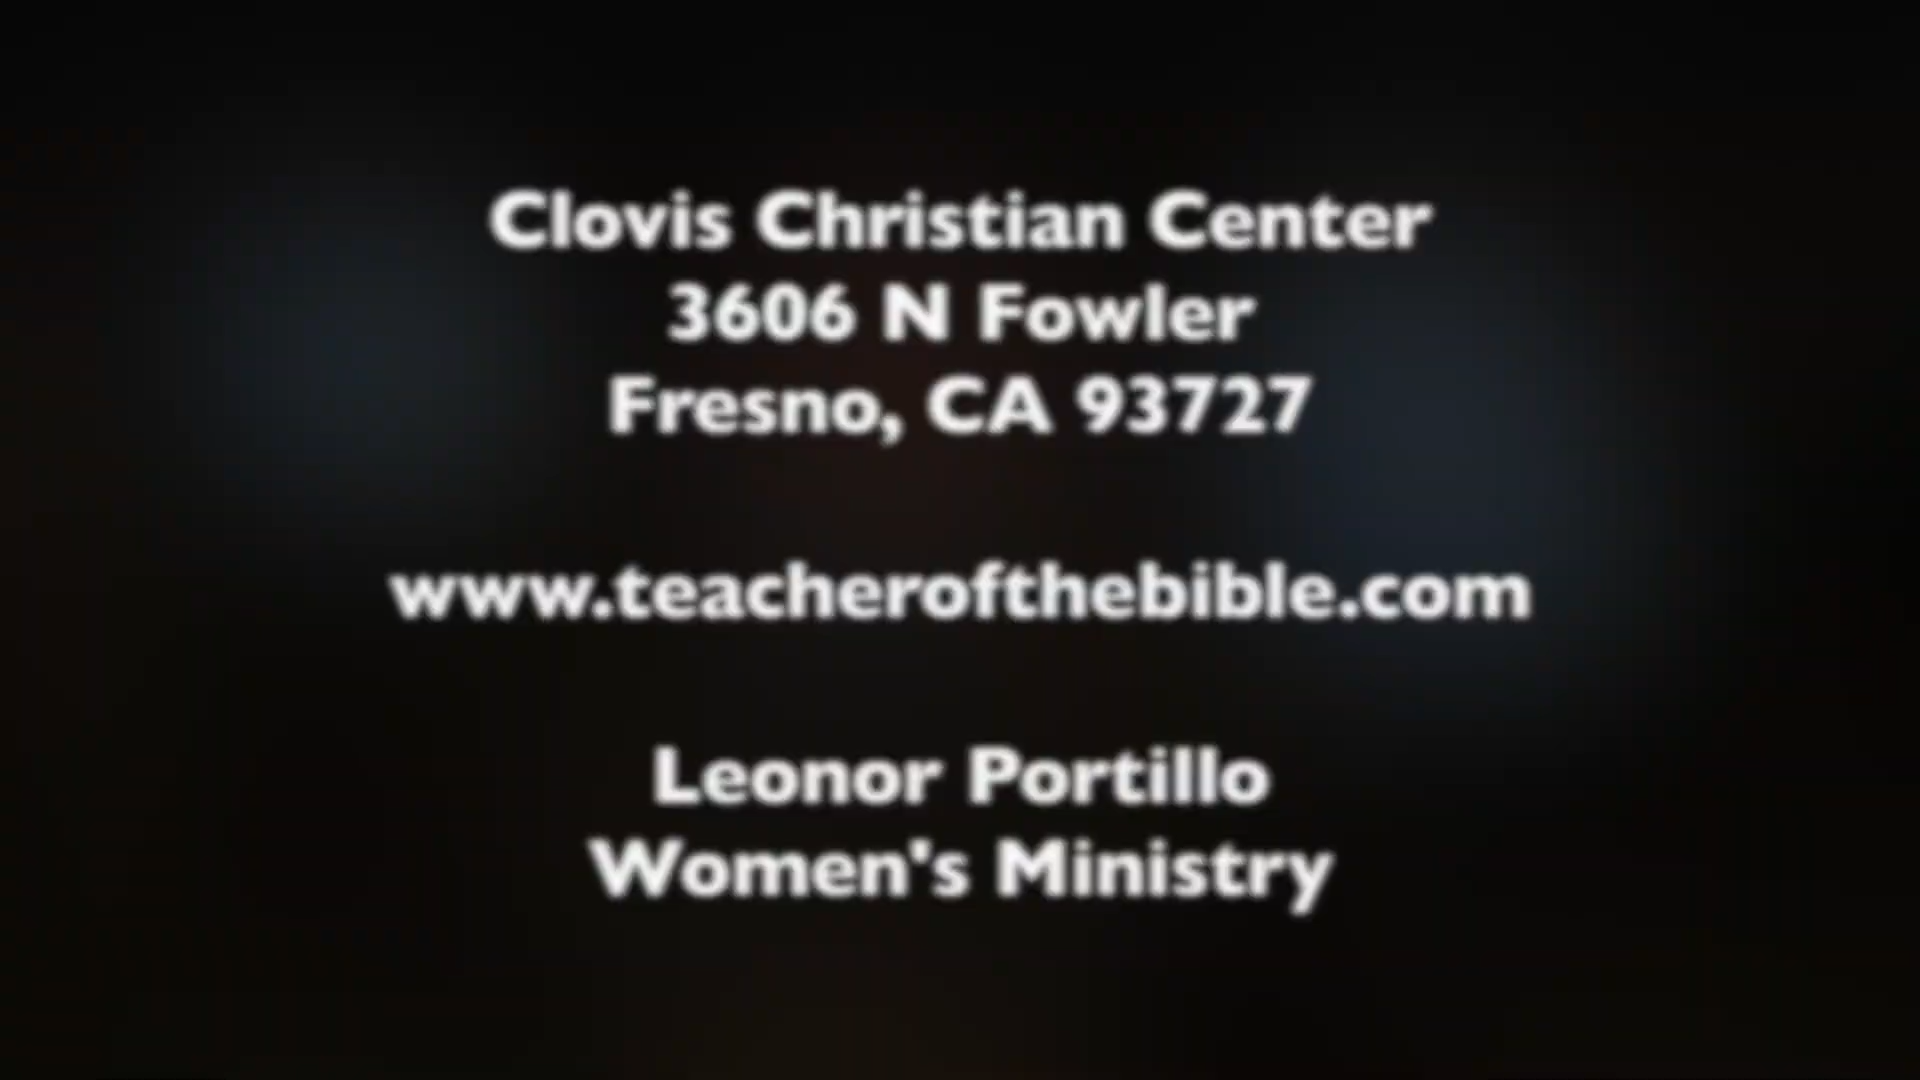 Clovis Christian Center
3606 N Fowler
Fresno, CA 93727
www.teacherofthebible.com
Leonor Portillo
Women's Ministry